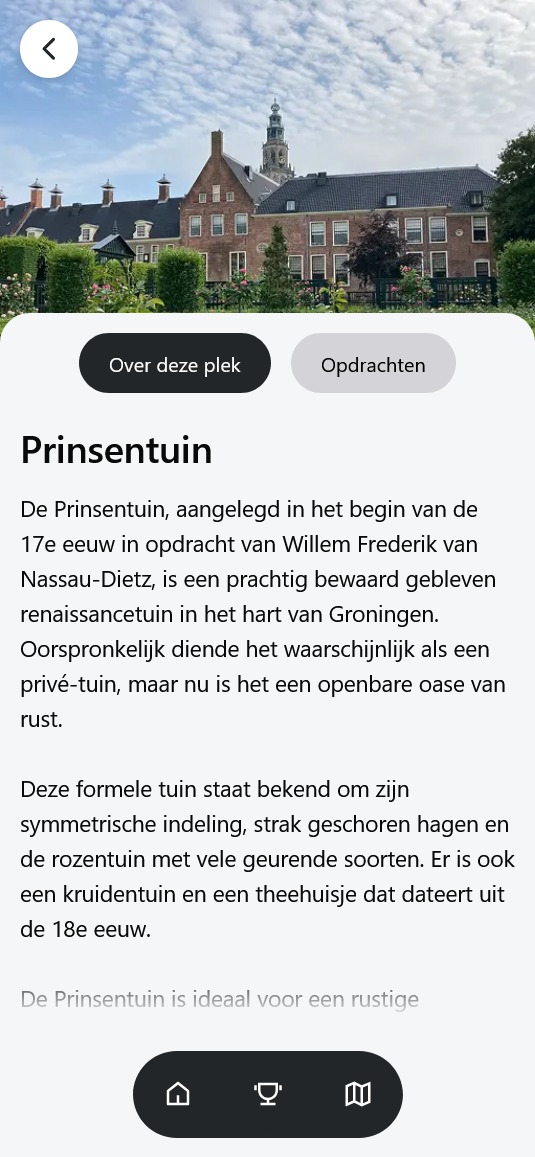 Over deze plek
Opdrachten
Prinsentuin
De Prinsentuin, aangelegd in het begin van de
17e eeuw in opdracht van Willem Frederik van
Nassau-Dietz, is een prachtig bewaard gebleven
renaissancetuin in het hart van Groningen.
Oorspronkelijk diende het waarschijnlijk als een
privé-tuin, maar nu is het een openbare oase van
rust.
Deze formele tuin staat bekend om zijn
symmetrische indeling, strak geschoren hagen en
de rozentuin met vele geurende soorten. Er is ook
een kruidentuin en een theehuisje dat dateert uit
de 18e eeuw.
De Prinsentuin is ideaal voor een rustige